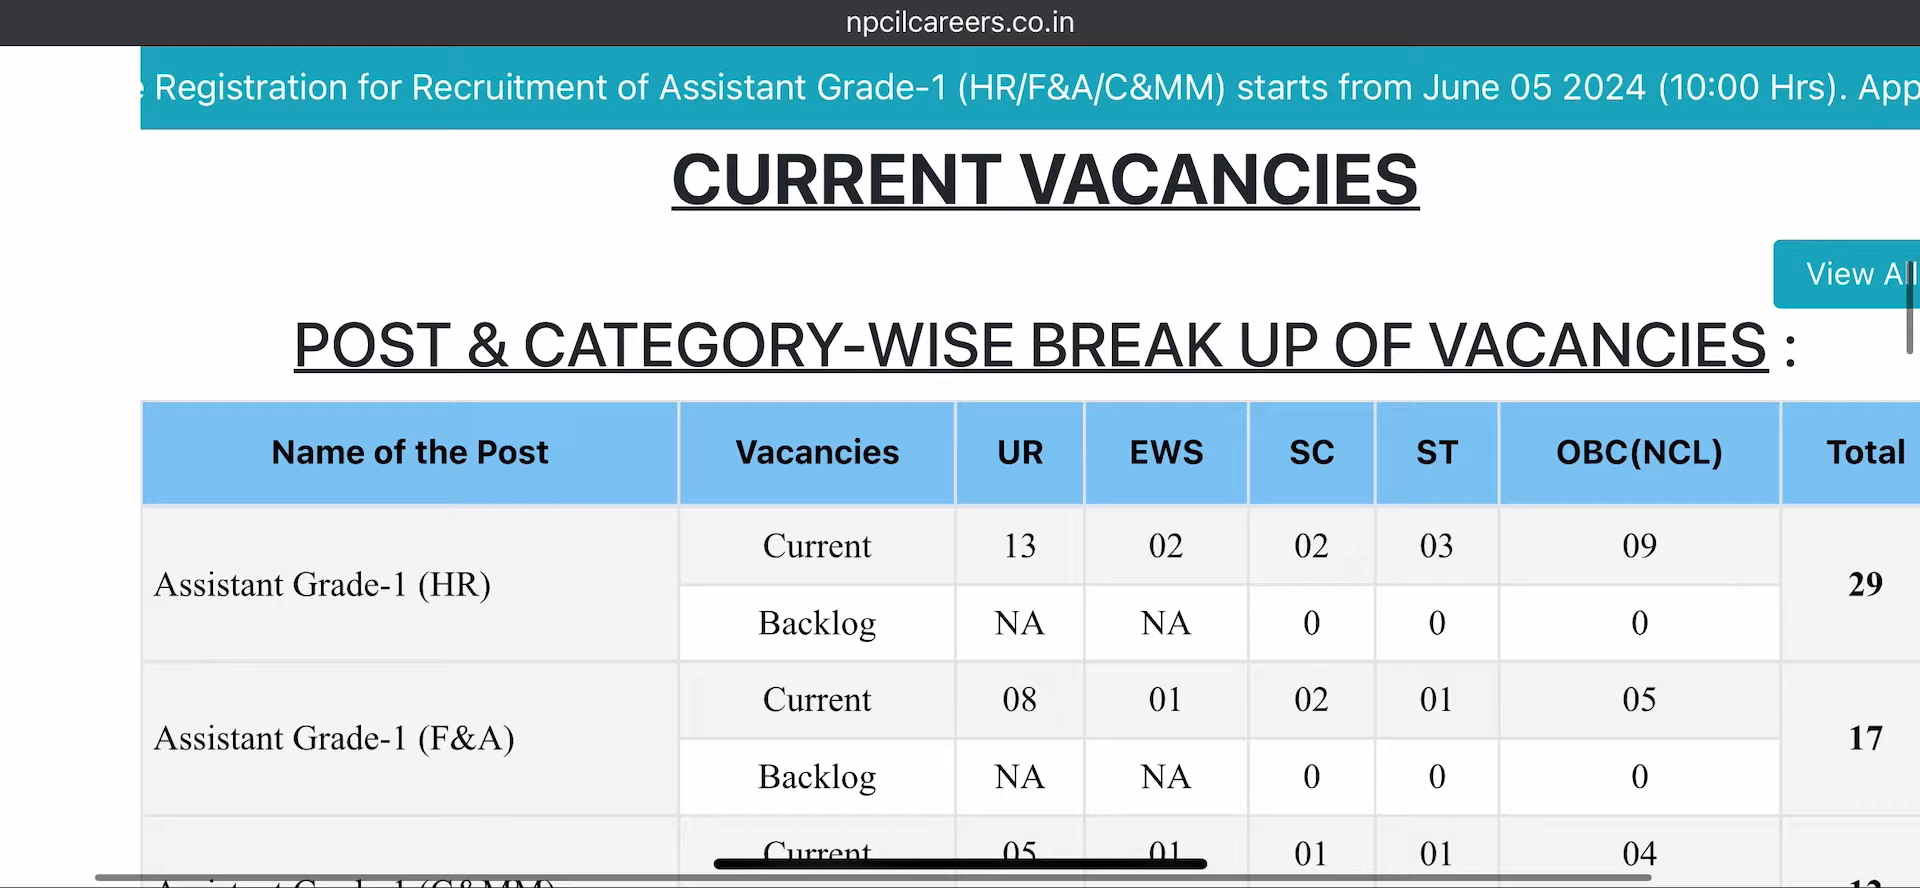 npcilcareers.co.in
Registration for Recruitment of Assistant Grade-1 (HR/F&A/C&MM) starts from June 05 2024 (10:00 Hrs). App
CURRENT VACANCIES
View All
POST & CATEGORY-WISE BREAK UP OF VACANCIES :
Name of the Post Vacancies UR EWS SC ST OBC(NCL) Total
Assistant Grade-1 (HR) Current 13 02 02 03 09 29
Backlog NA NA 0 0 0
Assistant Grade-1 (F&A) Current 08 01 02 01 05 17
Backlog NA NA 0 0 0
Current 05 01 01 01 04